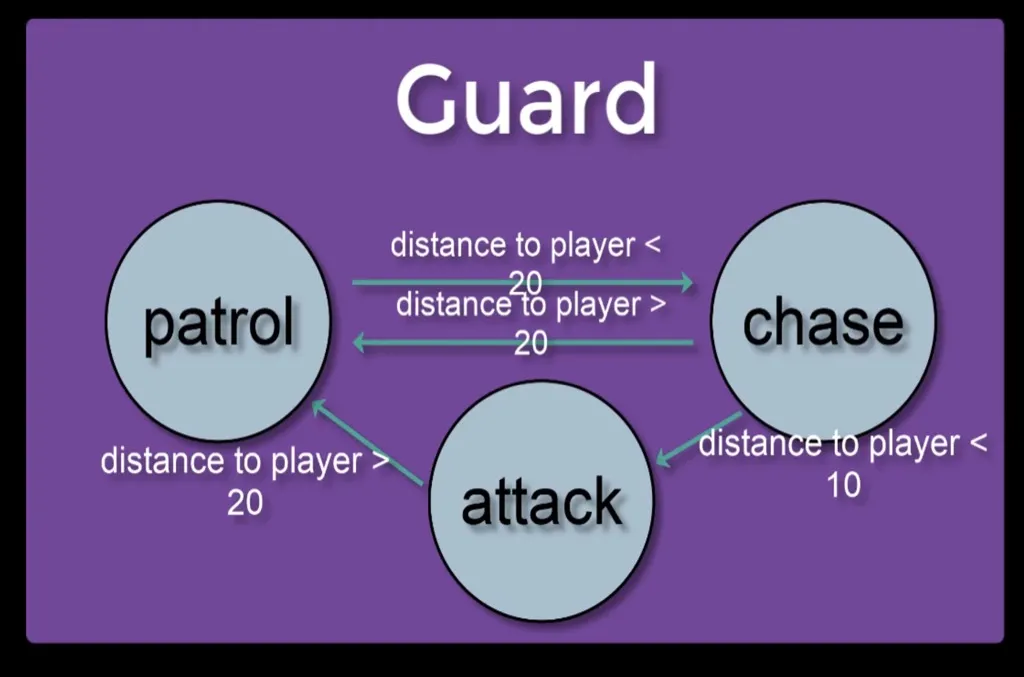 Guard
distance to player <
20
distance to player >
20
patrol
chase
distance to player >
20
attack
distance to player <
10